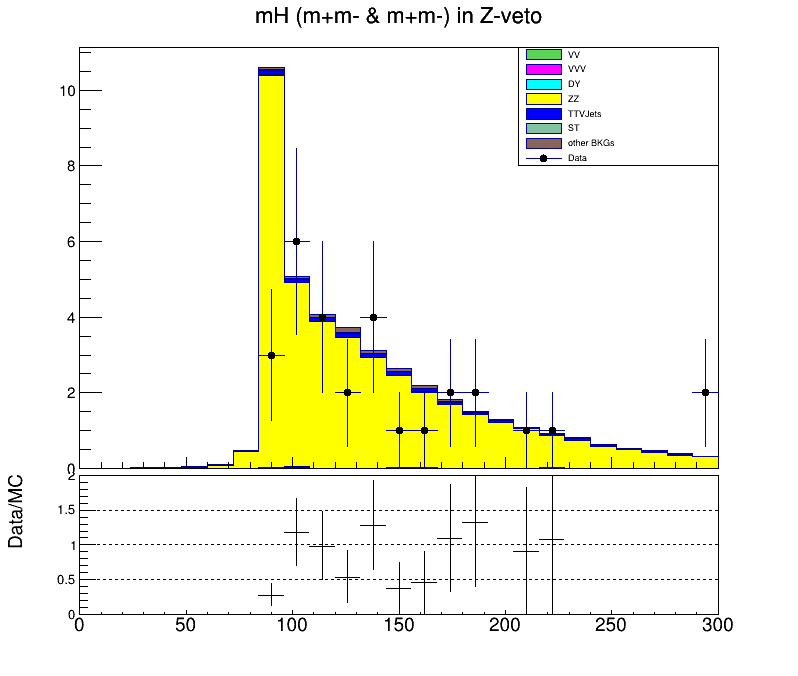 mH (m+m- & m+m-) in Z-veto
VV
VVV
DY
ZZ
TTVJets
ST
other BKGs
Data
10
8
6
4
2
0
Data/MC
2
1.5
1
0.5
0
0 50 100 150 200 250 300